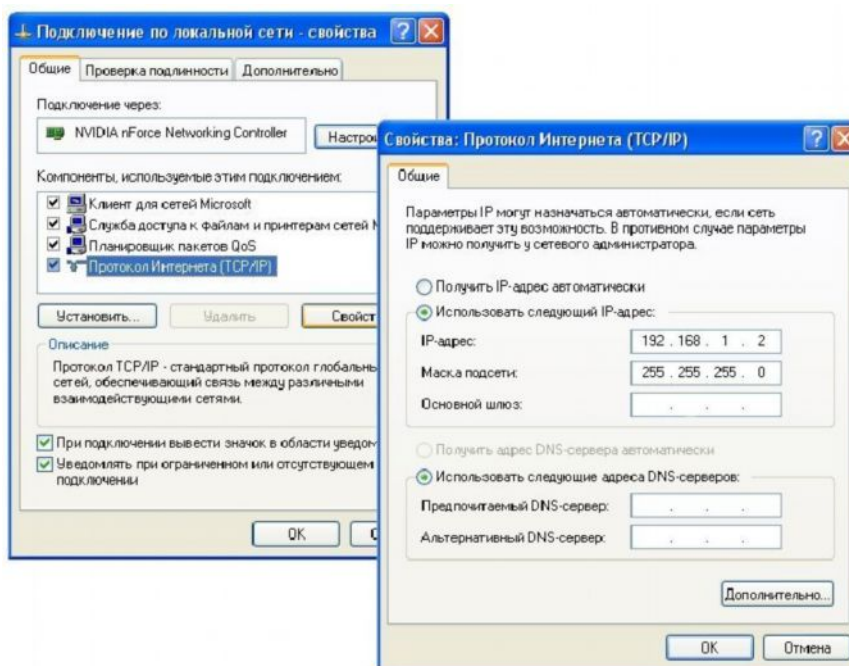 Подключение по локальной сети - свойства
Общие
Проверка подлинности
Дополнительно
Подключение через:
NVIDIA nForce Networking Controller
Компоненты, используемые этим подключением:
Клиент для сетей Microsoft
Служба доступа к файлам и принтерам сетей
Планировщик пакетов QoS
Протокол Интернета (TCP/IP)
Установить...
Удалить
Описание
Протокол TCP/IP - стандартный протокол
сетей, обеспечивающий связь между различными
взаимодействующими сетями.
При подключении вывести значок в области
Уведомлять при ограниченном или отсутствующем
подключении
OK
Свойства: Протокол Интернета (TCP/IP)
Общие
Параметры IP могут назначаться автоматически, если сеть
поддерживает эту возможность. В противном случае параметры
IP можно получить у сетевого администратора.
Получить IP-адрес автоматически
Использовать следующий IP-адрес:
IP-адрес: 192 . 168 . 1 . 2
Маска подсети: 255 . 255 . 255 . 0
Основной шлюз: . . .
Получить адрес DNS-сервера автоматически
Использовать следующие адреса DNS-серверов:
Предпочитаемый DNS-сервер: . . .
Альтернативный DNS-сервер: . . .
Дополнительно...
OK
Отмена